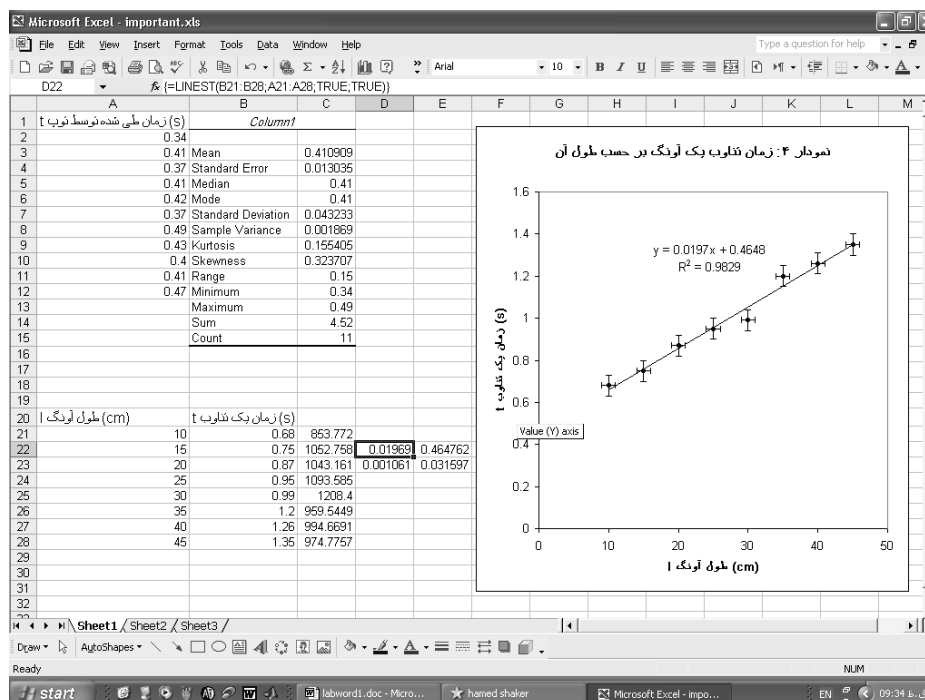 Microsoft Excel - important.xls
File Edit View Insert Format Tools Data Window Help
Type a question for help
Arial 10 B I U
D22 fx {=LINEST(B21:B28;A21:A28;TRUE;TRUE)}
A B C D E F G H I J K L M
1 زمان طی شده توسط توپ t (s) Column1
2 0.34
3 0.41 Mean 0.410909
4 0.37 Standard Error 0.013035
5 0.41 Median 0.41
6 0.42 Mode 0.41
7 0.37 Standard Deviation 0.043233
8 0.49 Sample Variance 0.001869
9 0.43 Kurtosis 0.155405
10 0.4 Skewness 0.323707
11 0.41 Range 0.15
12 0.47 Minimum 0.34
13 Maximum 0.49
14 Sum 4.52
15 Count 11
16
17
18
19
20 طول آونگ l (cm) زمان یک تناوب t (s)
21 10 0.68 853.772
22 15 0.75 1052.758 0.01969 0.464762
23 20 0.87 1043.161 0.001061 0.031597
24 25 0.95 1093.585
25 30 0.99 1208.4
26 35 1.2 959.5449
27 40 1.26 994.6691
28 45 1.35 974.7757
29
30
31
32
نمودار ۴: زمان تناوب یک آونگ بر حسب طول آن
1.6
1.4
1.2
1
0.8
0.6
0.4
0.2
0
y = 0.0197x + 0.4648
R² = 0.9829
زمان یک تناوب t (s)
Value (Y) axis
0 10 20 30 40 50
طول آونگ l (cm)
Sheet1 Sheet2 Sheet3
Draw AutoShapes
Ready NUM
start labword1.doc - Micro... hamed shaker Microsoft Excel - impo... EN 09:34 ق.ظ